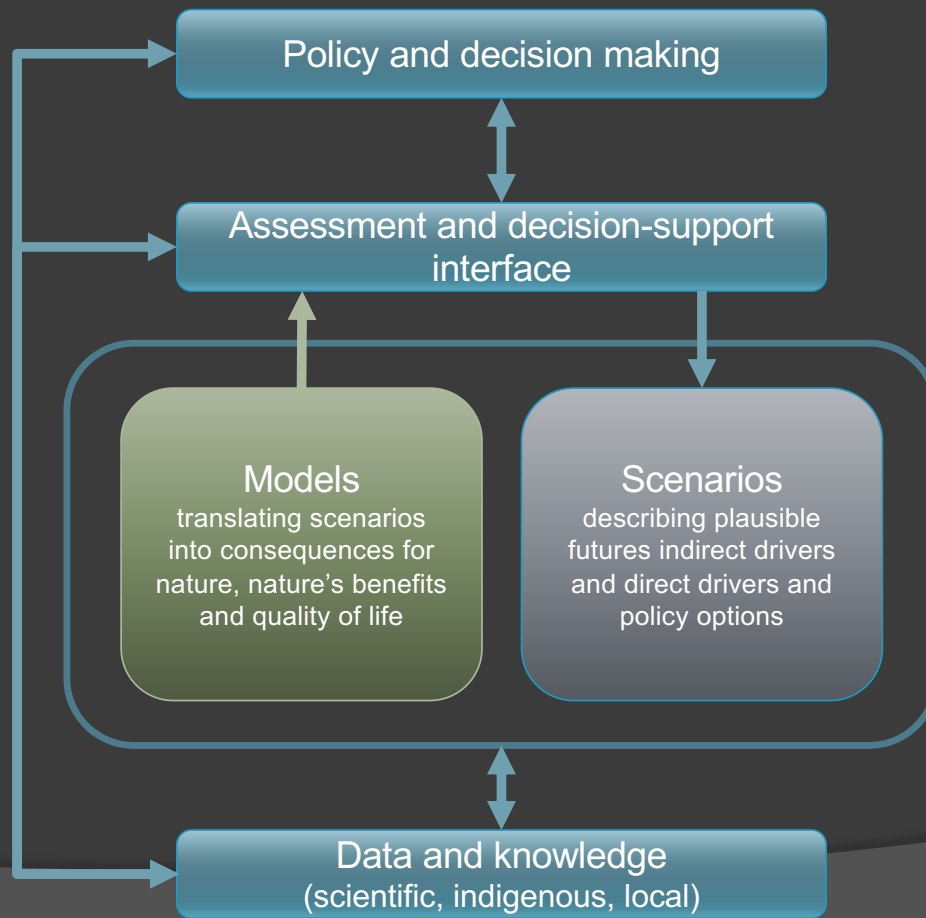 Policy and decision making
Assessment and decision-support
interface
Models
translating scenarios
into consequences for
nature, nature’s benefits
and quality of life
Scenarios
describing plausible
futures indirect drivers
and direct drivers and
policy options
Data and knowledge
(scientific, indigenous, local)